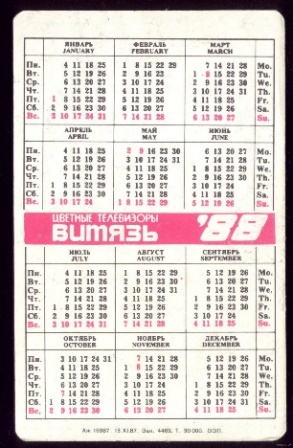 ЯНВАРЬ ФЕВРАЛЬ МАРТ
JANUARY FEBRUARY MARCH
Пн. 4 11 18 25 1 8 15 22 29 7 14 21 28 Mo.
Вт. 5 12 19 26 2 9 16 23 1 8 15 22 29 Tu.
Ср. 6 13 20 27 3 10 17 24 2 9 16 23 30 We.
Чт. 7 14 21 28 4 11 18 25 3 10 17 24 31 Th.
Пт. 1 8 15 22 29 5 12 19 26 4 11 18 25 Fr.
Сб. 2 9 16 23 30 6 13 20 27 5 12 19 26 Sa.
Вс. 3 10 17 24 31 7 14 21 28 6 13 20 27 Su.
АПРЕЛЬ МАЙ ИЮНЬ
APRIL MAY JUNE
Пн. 4 11 18 25 2 9 16 23 30 6 13 20 27 Mo.
Вт. 5 12 19 26 3 10 17 24 31 7 14 21 28 Tu.
Ср. 6 13 20 27 4 11 18 25 1 8 15 22 29 We.
Чт. 7 14 21 28 5 12 19 26 2 9 16 23 30 Th.
Пт. 1 8 15 22 29 6 13 20 27 3 10 17 24 Fr.
Сб. 2 9 16 23 30 7 14 21 28 4 11 18 25 Sa.
Вс. 3 10 17 24 1 8 15 22 29 5 12 19 26 Su.
ЦВЕТНЫЕ ТЕЛЕВИЗОРЫ
ВИТЯЗЬ '88
ИЮЛЬ АВГУСТ СЕНТЯБРЬ
JULY AUGUST SEPTEMBER
Пн. 4 11 18 25 1 8 15 22 29 5 12 19 26 Mo.
Вт. 5 12 19 26 2 9 16 23 30 6 13 20 27 Tu.
Ср. 6 13 20 27 3 10 17 24 31 7 14 21 28 We.
Чт. 7 14 21 28 4 11 18 25 1 8 15 22 29 Th.
Пт. 1 8 15 22 29 5 12 19 26 2 9 16 23 30 Fr.
Сб. 2 9 16 23 30 6 13 20 27 3 10 17 24 Sa.
Вс. 3 10 17 24 31 7 14 21 28 4 11 18 25 Su.
ОКТЯБРЬ НОЯБРЬ ДЕКАБРЬ
OCTOBER NOVEMBER DECEMBER
Пн. 3 10 17 24 31 7 14 21 28 5 12 19 26 Mo.
Вт. 4 11 18 25 1 8 15 22 29 6 13 20 27 Tu.
Ср. 5 12 19 26 2 9 16 23 30 7 14 21 28 We.
Чт. 6 13 20 27 3 10 17 24 1 8 15 22 29 Th.
Пт. 7 14 21 28 4 11 18 25 2 9 16 23 30 Fr.
Сб. 1 8 15 22 29 5 12 19 26 3 10 17 24 31 Sa.
Вс. 2 9 16 23 30 6 13 20 27 4 11 18 25 Su.
Зак. 4465. Т. 90 000.